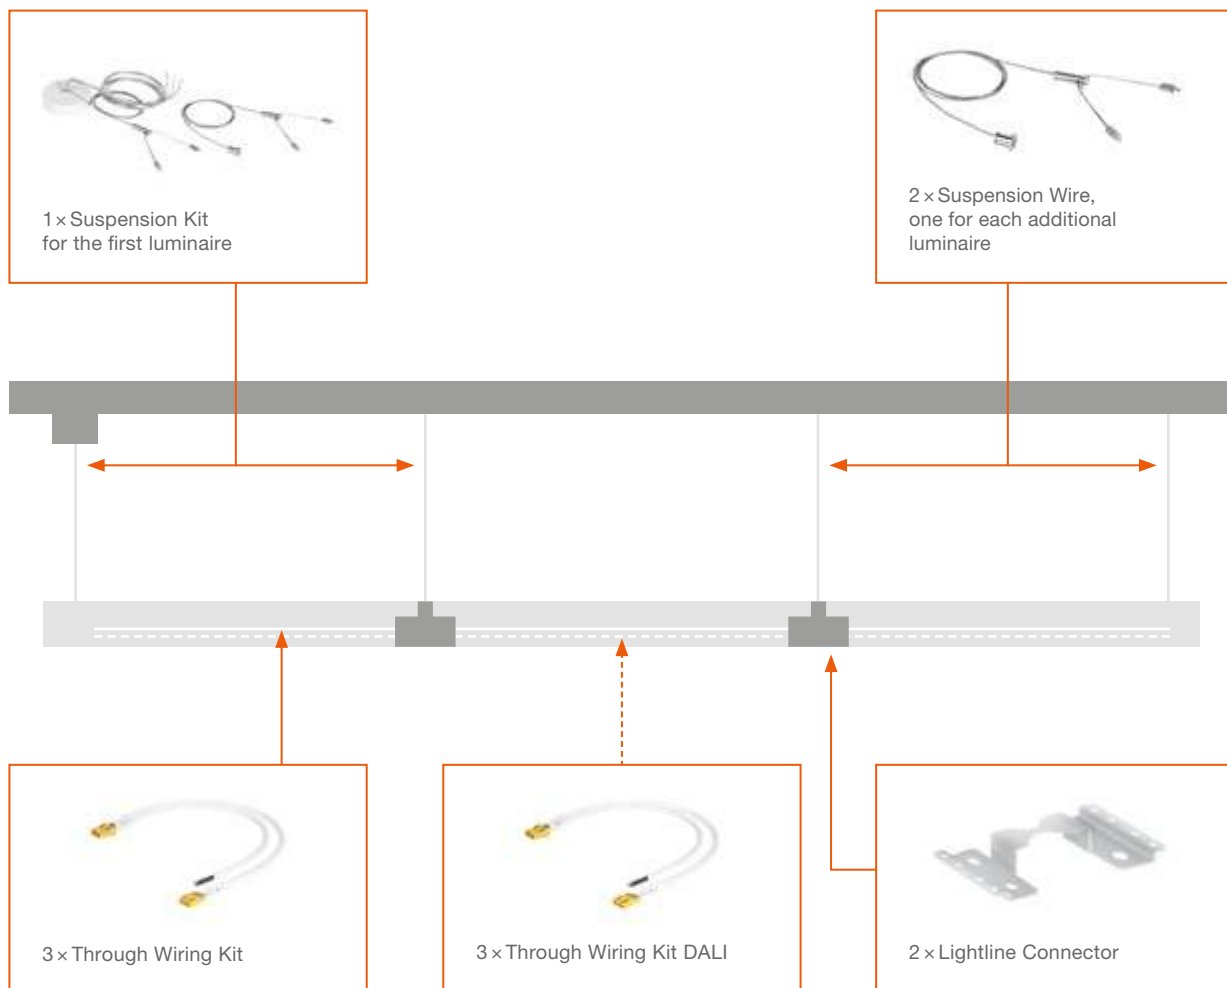 1 × Suspension Kit
for the first luminaire
2 × Suspension Wire,
one for each additional
luminaire
3 × Through Wiring Kit
3 × Through Wiring Kit DALI
2 × Lightline Connector